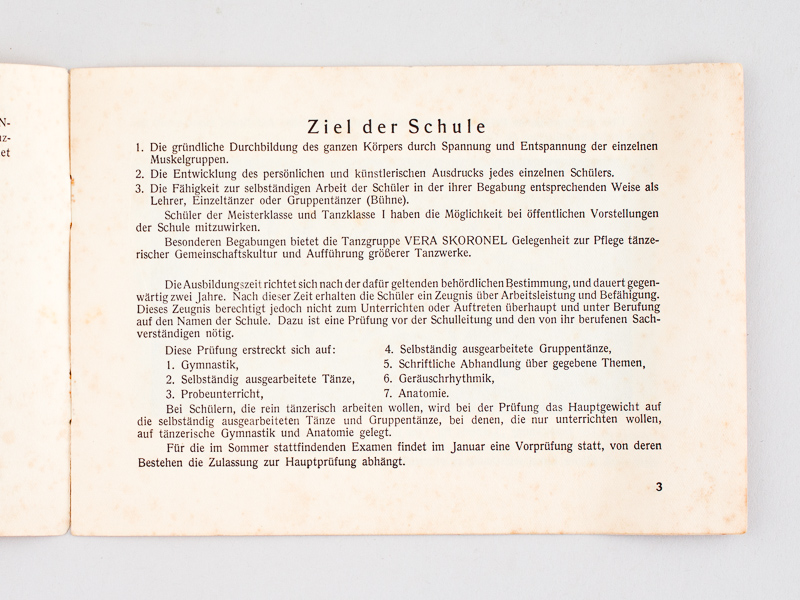 N-
nz-
et
Ziel der Schule
1. Die gründliche Durchbildung des ganzen Körpers durch Spannung und Entspannung der einzelnen
Muskelgruppen.
2. Die Entwicklung des persönlichen und künstlerischen Ausdrucks jedes einzelnen Schülers.
3. Die Fähigkeit zur selbständigen Arbeit der Schüler in der ihrer Begabung entsprechenden Weise als
Lehrer, Einzeltänzer oder Gruppentänzer (Bühne).
Schüler der Meisterklasse und Tanzklasse I haben die Möglichkeit bei öffentlichen Vorstellungen
der Schule mitzuwirken.
Besonderen Begabungen bietet die Tanzgruppe VERA SKORONEL Gelegenheit zur Pflege tänze-
rischer Gemeinschaftskultur und Aufführung größerer Tanzwerke.
Die Ausbildungszeit richtet sich nach der dafür geltenden behördlichen Bestimmung, und dauert gegen-
wärtig zwei Jahre. Nach dieser Zeit erhalten die Schüler ein Zeugnis über Arbeitsleistung und Befähigung.
Dieses Zeugnis berechtigt jedoch nicht zum Unterrichten oder Auftreten überhaupt und unter Berufung
auf den Namen der Schule. Dazu ist eine Prüfung vor der Schulleitung und den von ihr berufenen Sach-
verständigen nötig.
Diese Prüfung erstreckt sich auf:
1. Gymnastik,
2. Selbständig ausgearbeitete Tänze,
3. Probeunterricht,
4. Selbständig ausgearbeitete Gruppentänze,
5. Schriftliche Abhandlung über gegebene Themen,
6. Geräuschrhythmik,
7. Anatomie.
Bei Schülern, die rein tänzerisch arbeiten wollen, wird bei der Prüfung das Hauptgewicht auf
die selbständig ausgearbeiteten Tänze und Gruppentänze, bei denen, die nur unterrichten wollen,
auf tänzerische Gymnastik und Anatomie gelegt.
Für die im Sommer stattfindenden Examen findet im Januar eine Vorprüfung statt, von deren
Bestehen die Zulassung zur Hauptprüfung abhängt.
3